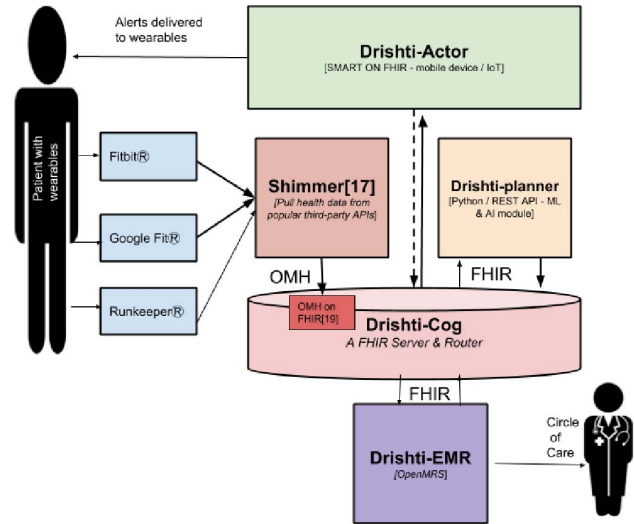 Alerts delivered
to wearables
Drishti-Actor
[SMART ON FHIR - mobile device / IoT]
Patient with
wearables
Fitbit®
Google Fit®
Runkeeper®
Shimmer[17]
[Pull health data from
popular third-party APIs]
Drishti-planner
[Python / REST API - ML
& AI module]
OMH
FHIR
OMH on
FHIR[19]
Drishti-Cog
A FHIR Server & Router
FHIR
Drishti-EMR
[OpenMRS]
Circle
of
Care